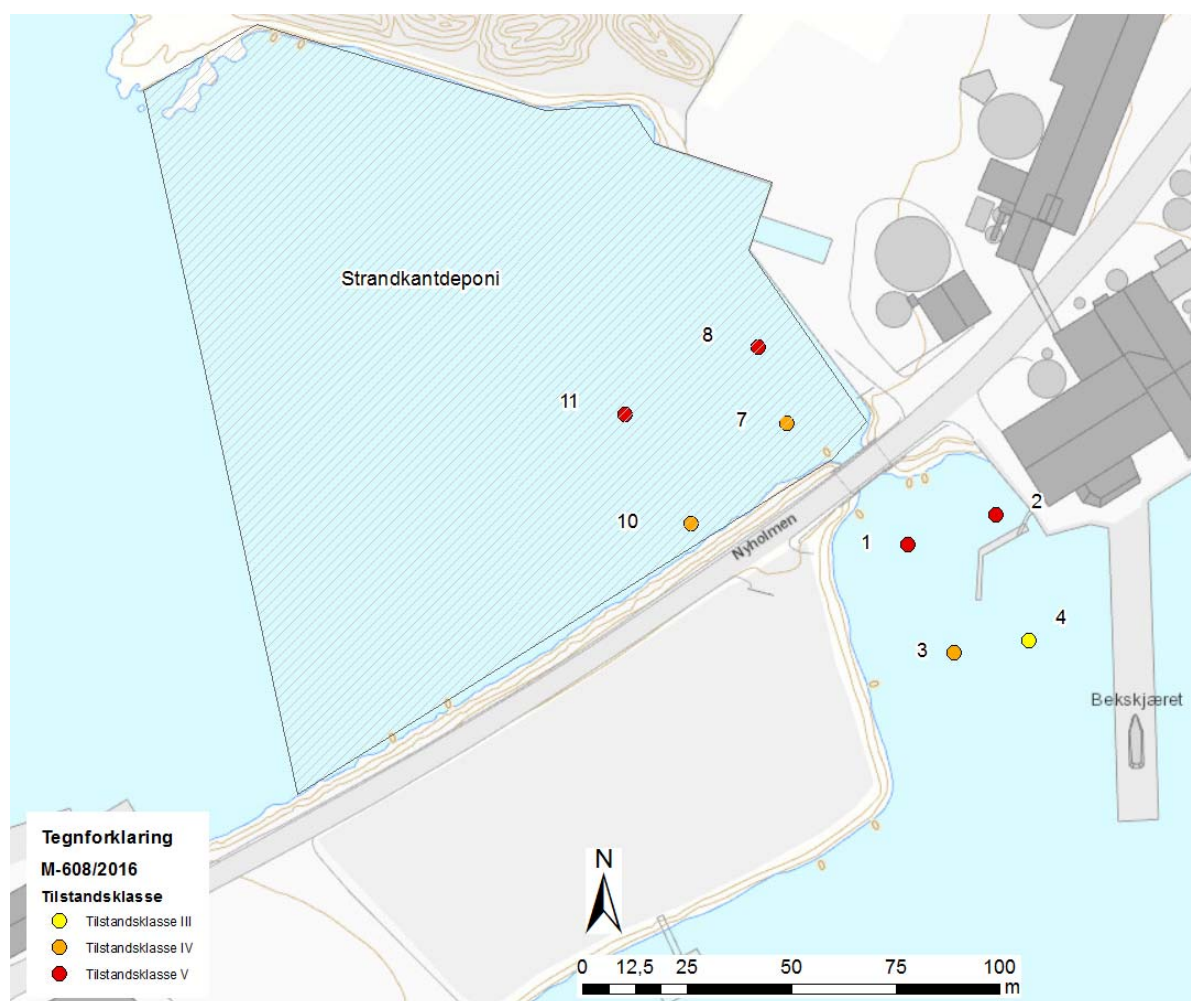 Strandkantdeponi
8
11
7
10
Nyholmen
2
1
4
3
Bekskjæret
Tegnforklaring
M-608/2016
Tilstandsklasse
Tilstandsklasse III
Tilstandsklasse IV
Tilstandsklasse V
N
0 12,5 25 50 75 100
m